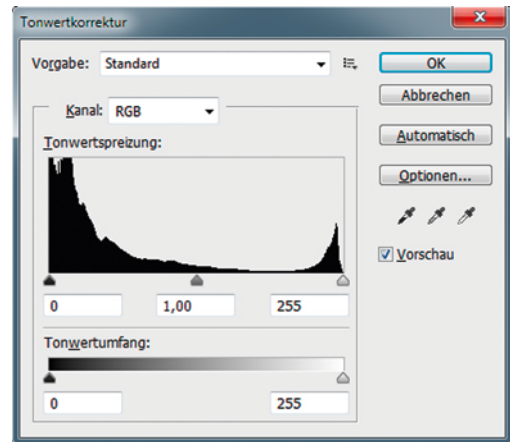 Tonwertkorrektur
Vorgabe: Standard
OK
Abbrechen
Automatisch
Optionen...
Vorschau
Kanal: RGB
Tonwertspreizung:
0 1,00 255
Tonwertumfang:
0 255